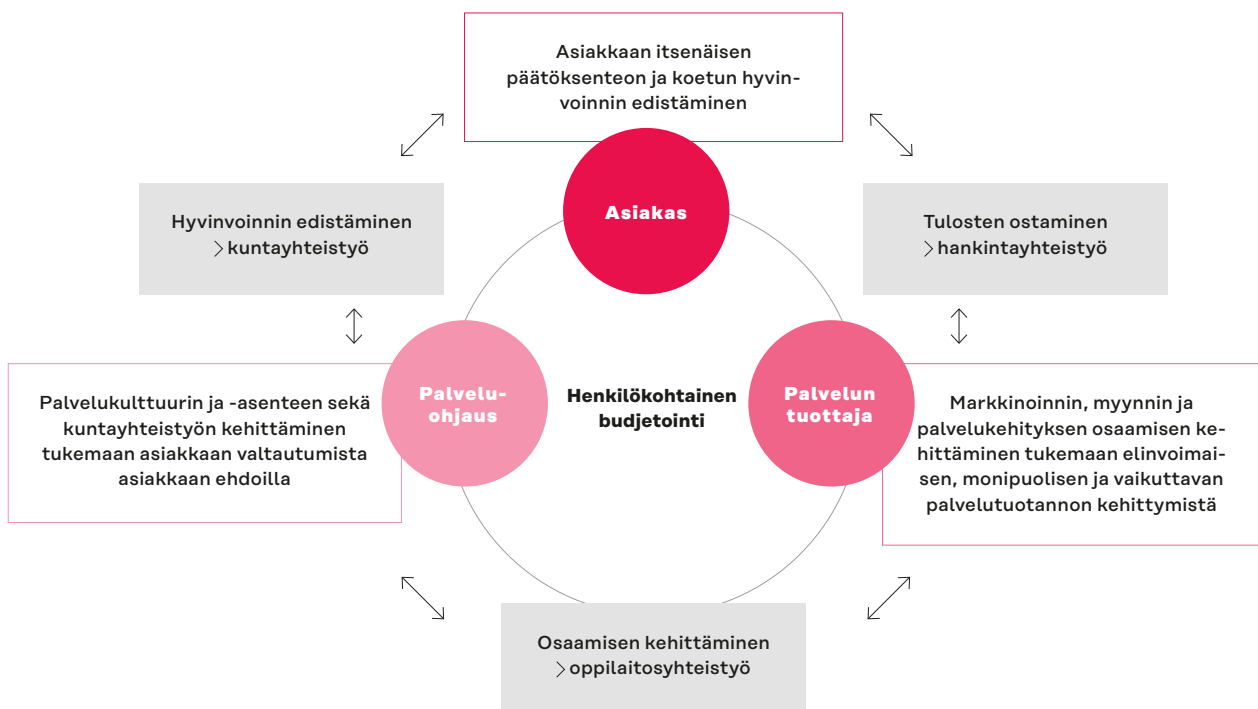 Asiakkaan itsenäisen
päätöksenteon ja koetun hyvin-
voinnin edistäminen
Asiakas
Hyvinvoinnin edistäminen
> kuntayhteistyö
Tulosten ostaminen
> hankintayhteistyö
Palvelukulttuurin ja -asenteen sekä
kuntayhteistyön kehittäminen
tukemaan asiakkaan valtautumista
asiakkaan ehdoilla
Palvelu-
ohjaus
Henkilökohtainen
budjetointi
Palvelun
tuottaja
Markkinoinnin, myynnin ja
palvelukehityksen osaamisen ke-
hittäminen tukemaan elinvoimai-
sen, monipuolisen ja vaikuttavan
palvelutuotannon kehittymistä
Osaamisen kehittäminen
> oppilaitosyhteistyö